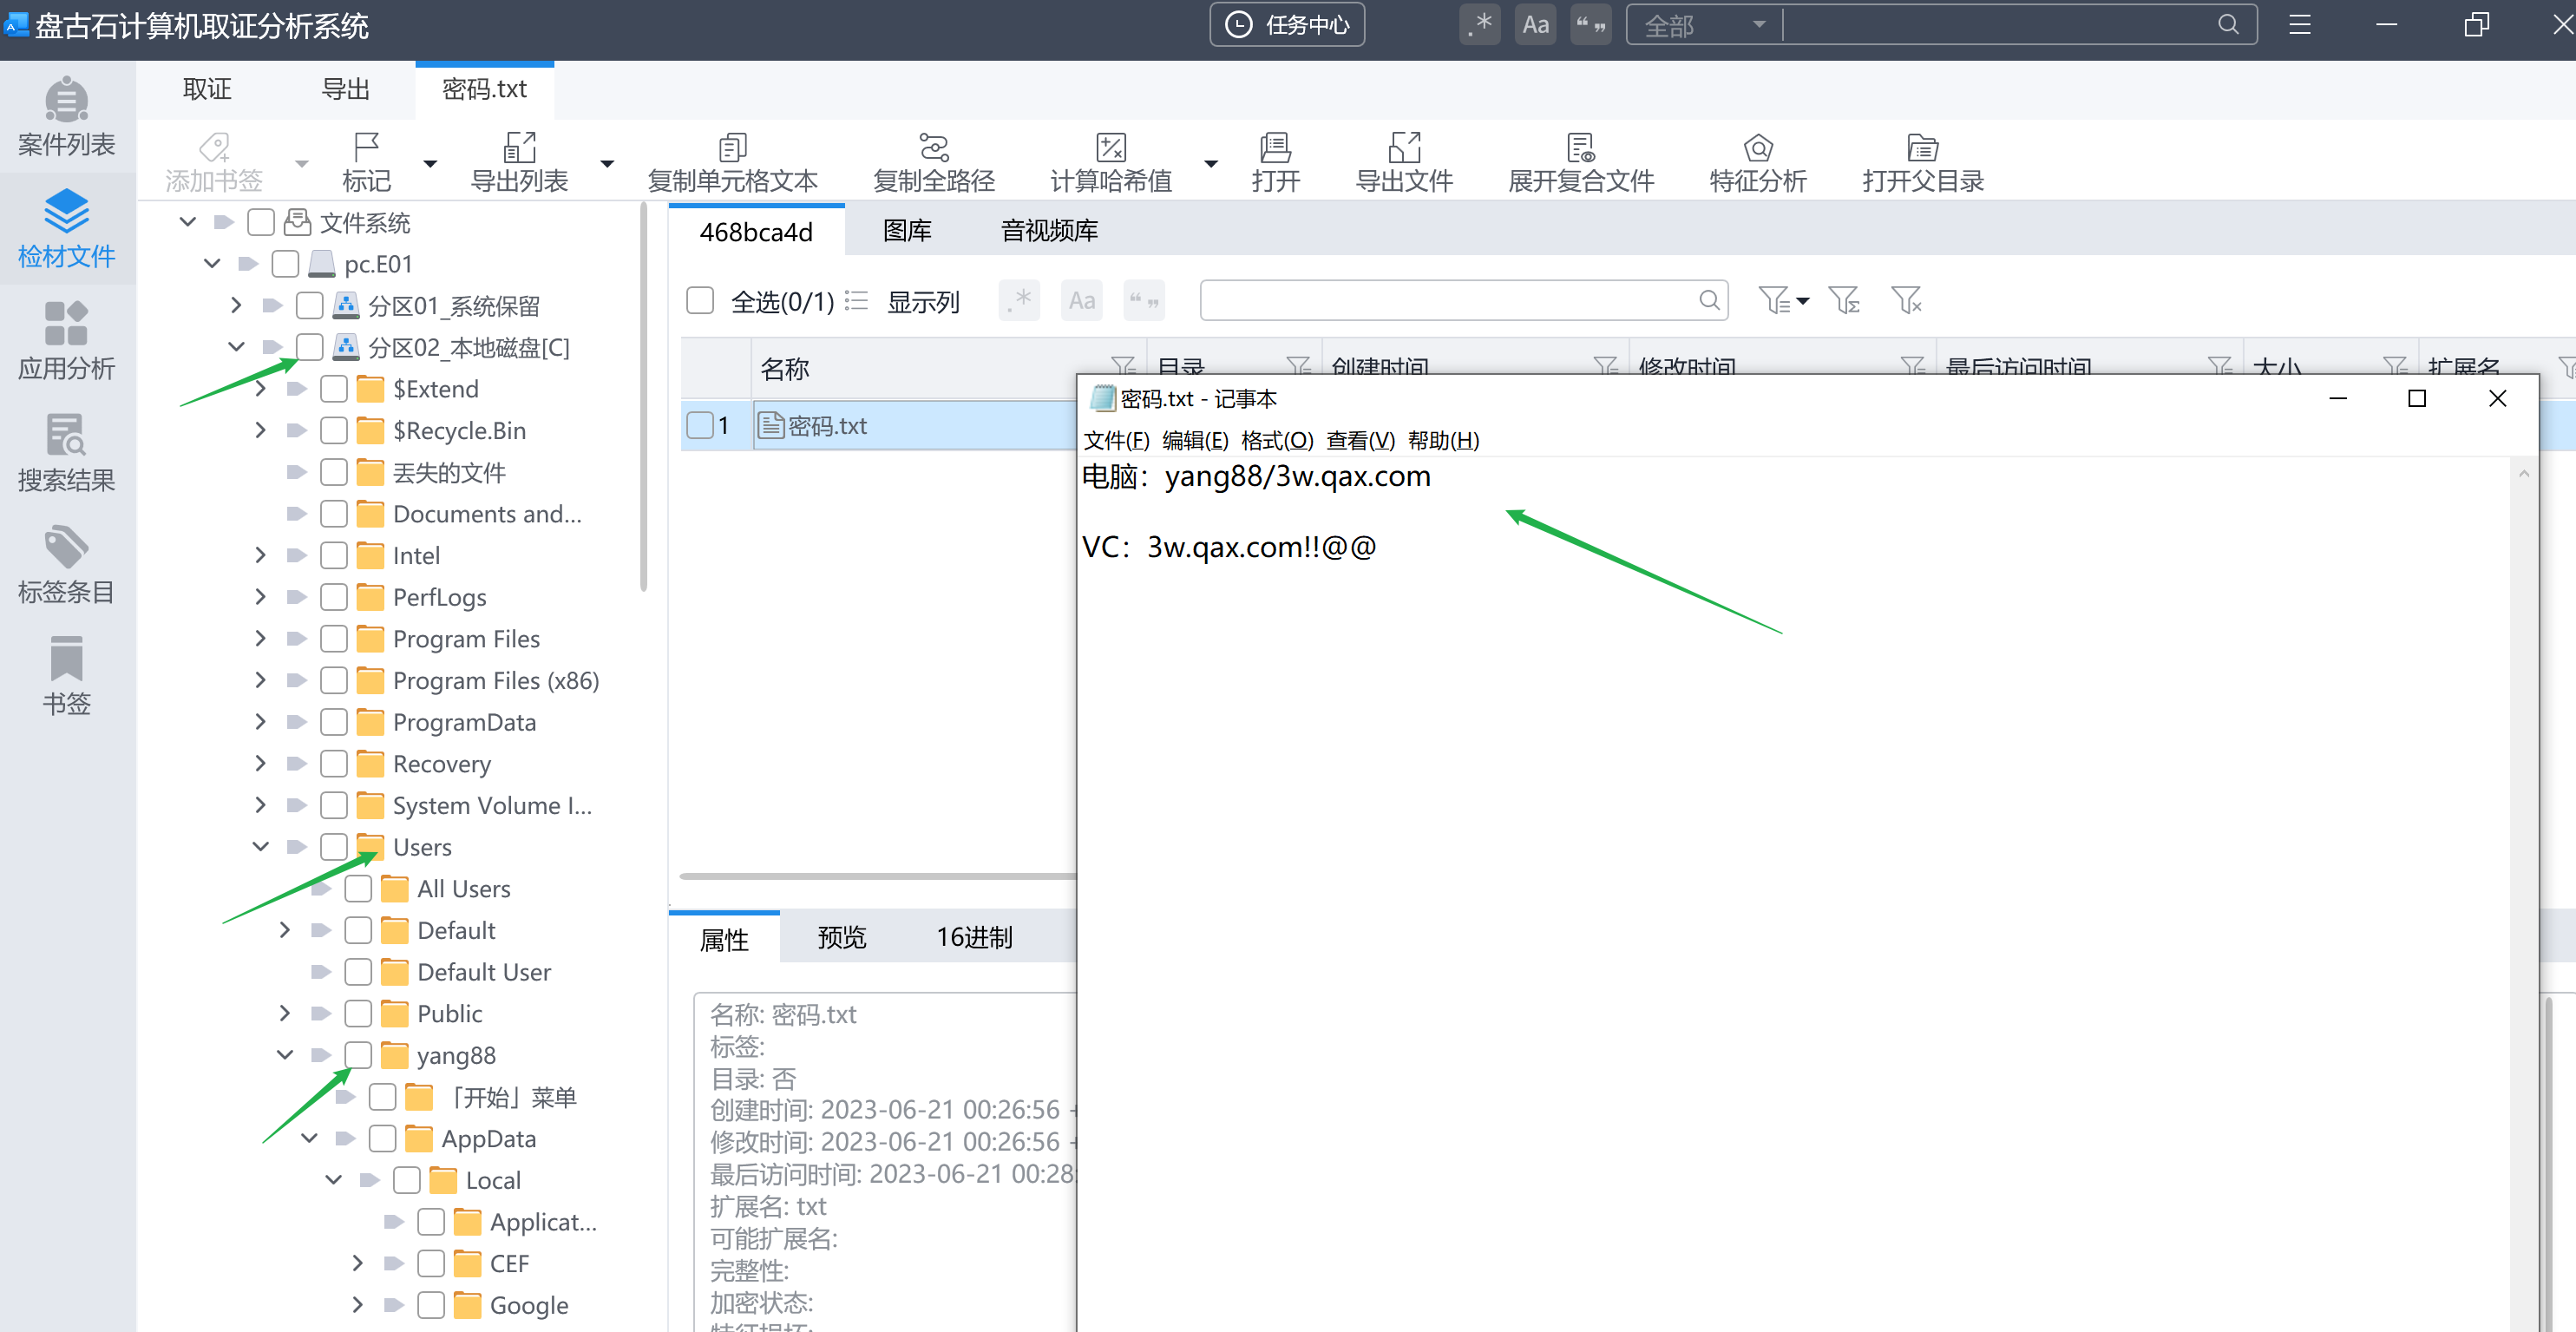 盘古石计算机取证分析系统
任务中心
.* Aa “ ” 全部
案件列表
检材文件
应用分析
搜索结果
标签条目
书签
取证 导出 密码.txt
添加书签 标记 导出列表 复制单元格文本 复制全路径 计算哈希值 打开 导出文件 展开复合文件 特征分析 打开父目录
文件系统
pc.E01
分区01_系统保留
分区02_本地磁盘[C]
$Extend
$Recycle.Bin
丢失的文件
Documents and...
Intel
PerfLogs
Program Files
Program Files (x86)
ProgramData
Recovery
System Volume I...
Users
All Users
Default
Default User
Public
yang88
「开始」菜单
AppData
Local
Applicat...
CEF
Google
468bca4d 图库 音视频库
全选(0/1) 显示列 .* Aa “ ”
名称 目录 创建时间 修改时间 最后访问时间 大小 扩展名
1 密码.txt
密码.txt - 记事本
文件(F) 编辑(E) 格式(O) 查看(V) 帮助(H)
电脑：yang88/3w.qax.com
VC：3w.qax.com!!@@
属性 预览 16进制
名称: 密码.txt
标签:
目录: 否
创建时间: 2023-06-21 00:26:56 +
修改时间: 2023-06-21 00:26:56 +
最后访问时间: 2023-06-21 00:28:
扩展名: txt
可能扩展名:
完整性:
加密状态: